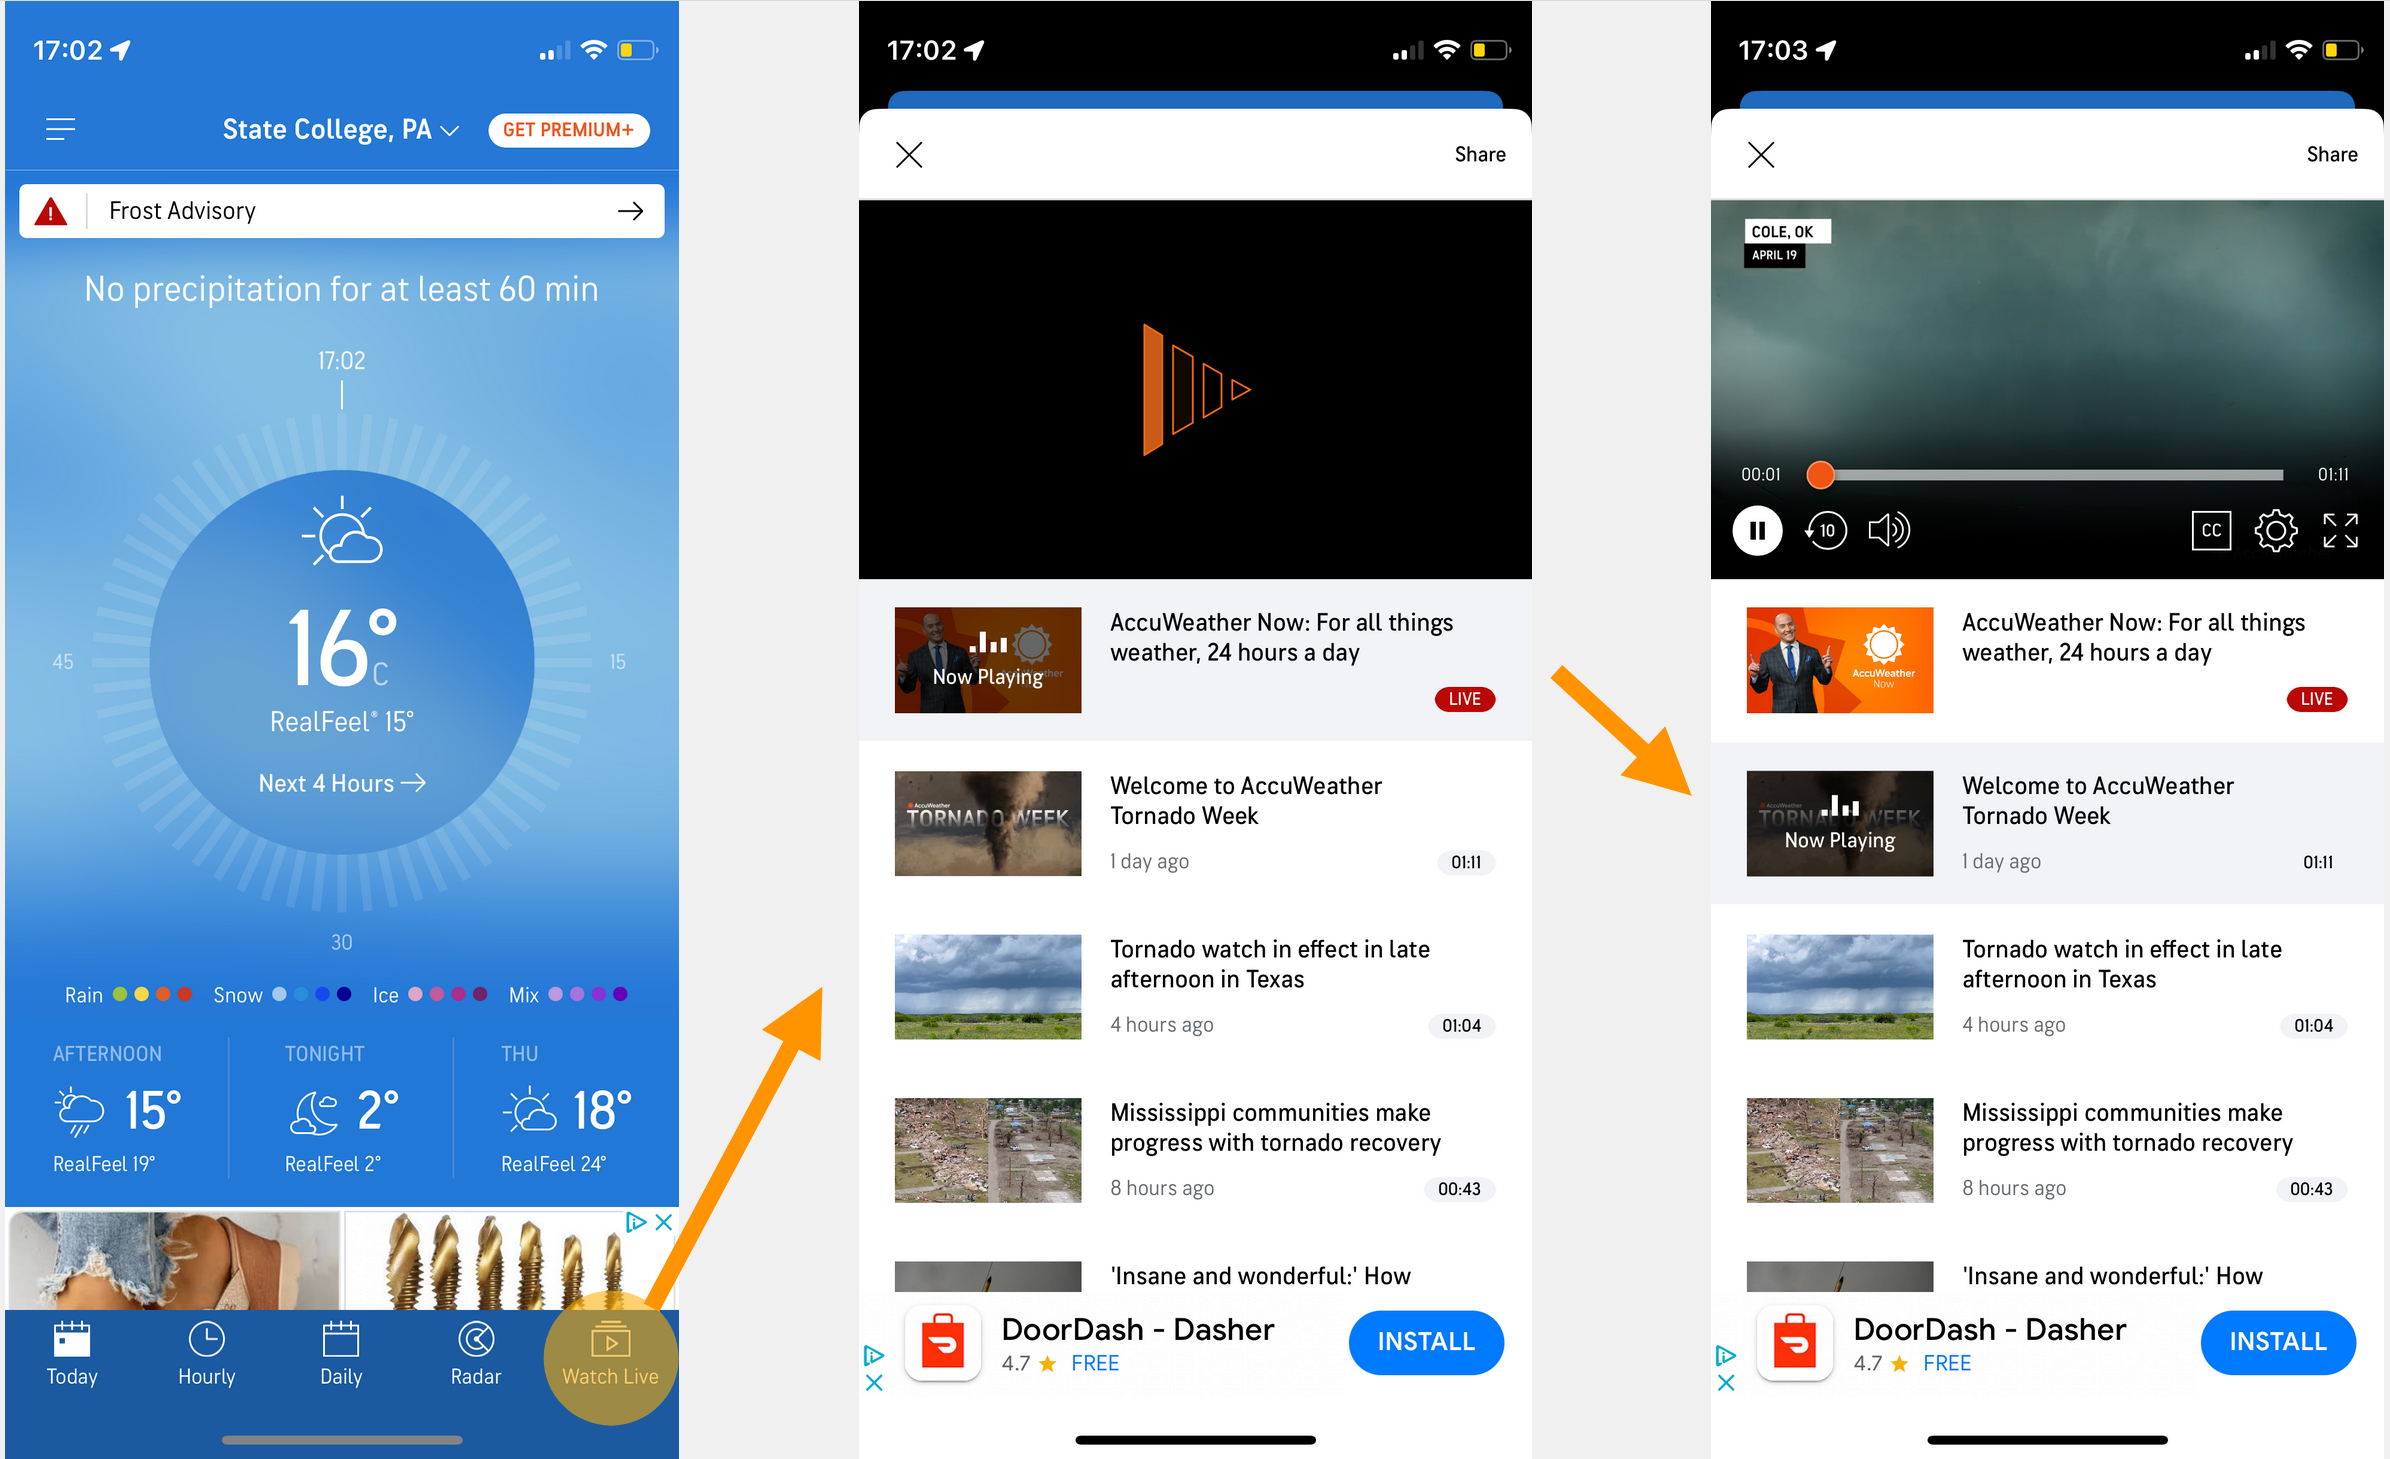 17:02
State College, PA
GET PREMIUM+
Frost Advisory
No precipitation for at least 60 min
17:02
45
15
16°
C
RealFeel® 15°
Next 4 Hours
30
Rain
Snow
Ice
Mix
AFTERNOON
TONIGHT
THU
15°
2°
18°
RealFeel 19°
RealFeel 2°
RealFeel 24°
Today
Hourly
Daily
Radar
Watch Live
17:02
Share
AccuWeather Now: For all things
weather, 24 hours a day
Now Playing
LIVE
AccuWeather
TORNADO WEEK
Welcome to AccuWeather
Tornado Week
1 day ago
01:11
Tornado watch in effect in late
afternoon in Texas
4 hours ago
01:04
Mississippi communities make
progress with tornado recovery
8 hours ago
00:43
'Insane and wonderful:' How
DoorDash - Dasher
4.7 ★ FREE
INSTALL
17:03
Share
COLE, OK
APRIL 19
00:01
01:11
10
CC
AccuWeather
Now
AccuWeather Now: For all things
weather, 24 hours a day
LIVE
AccuWeather
TORNADO WEEK
Now Playing
Welcome to AccuWeather
Tornado Week
1 day ago
01:11
Tornado watch in effect in late
afternoon in Texas
4 hours ago
01:04
Mississippi communities make
progress with tornado recovery
8 hours ago
00:43
'Insane and wonderful:' How
DoorDash - Dasher
4.7 ★ FREE
INSTALL